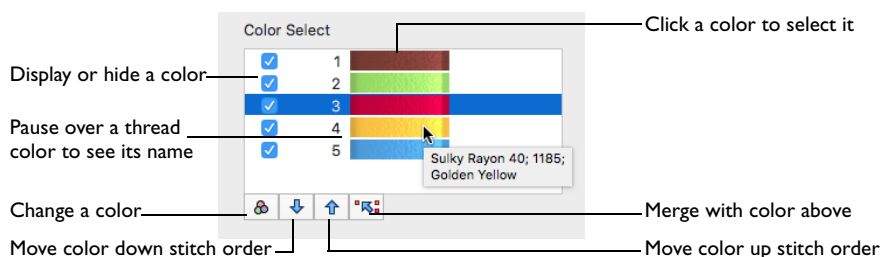 Color Select
Click a color to select it
1
Display or hide a color
2
3
Pause over a thread
color to see its name
4
5
Sulky Rayon 40; 1185;
Golden Yellow
Change a color
Merge with color above
Move color down stitch order
Move color up stitch order